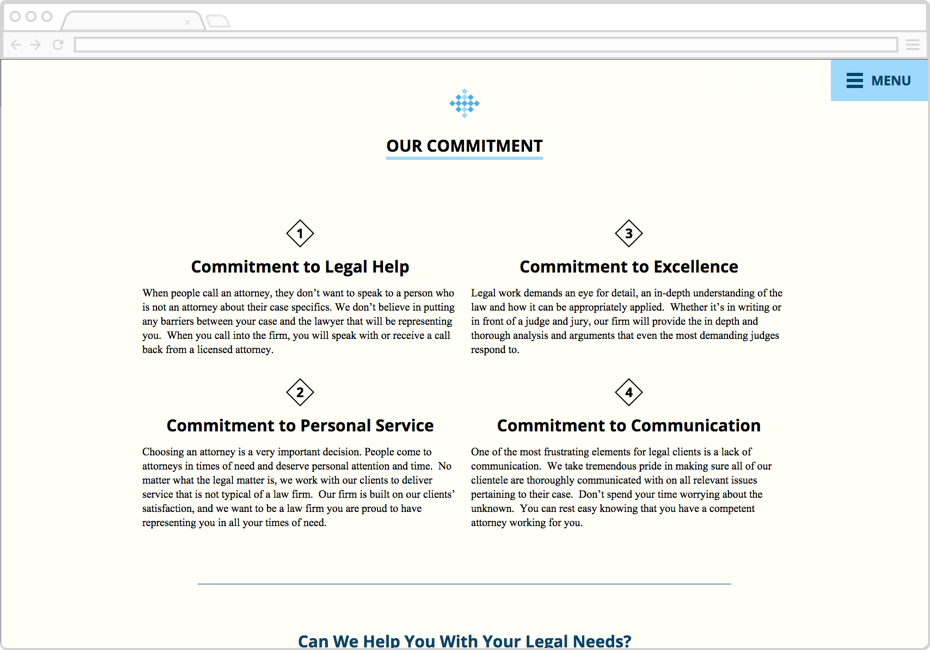 MENU
OUR COMMITMENT
1
Commitment to Legal Help
When people call an attorney, they don’t want to speak to a person who
is not an attorney about their case specifics. We don’t believe in putting
any barriers between your case and the lawyer that will be representing
you.  When you call into the firm, you will speak with or receive a call
back from a licensed attorney.
2
Commitment to Personal Service
Choosing an attorney is a very important decision. People come to
attorneys in times of need and deserve personal attention and time.  No
matter what the legal matter is, we work with our clients to deliver
service that is not typical of a law firm.  Our firm is built on our clients’
satisfaction, and we want to be a law firm you are proud to have
representing you in all your times of need.
3
Commitment to Excellence
Legal work demands an eye for detail, an in-depth understanding of the
law and how it can be appropriately applied.  Whether it’s in writing or
in front of a judge and jury, our firm will provide the in depth and
thorough analysis and arguments that even the most demanding judges
respond to.
4
Commitment to Communication
One of the most frustrating elements for legal clients is a lack of
communication.  We take tremendous pride in making sure all of our
clientele are thoroughly communicated with on all relevant issues
pertaining to their case.  Don’t spend your time worrying about the
unknown.  You can rest easy knowing that you have a competent
attorney working for you.
Can We Help You With Your Legal Needs?